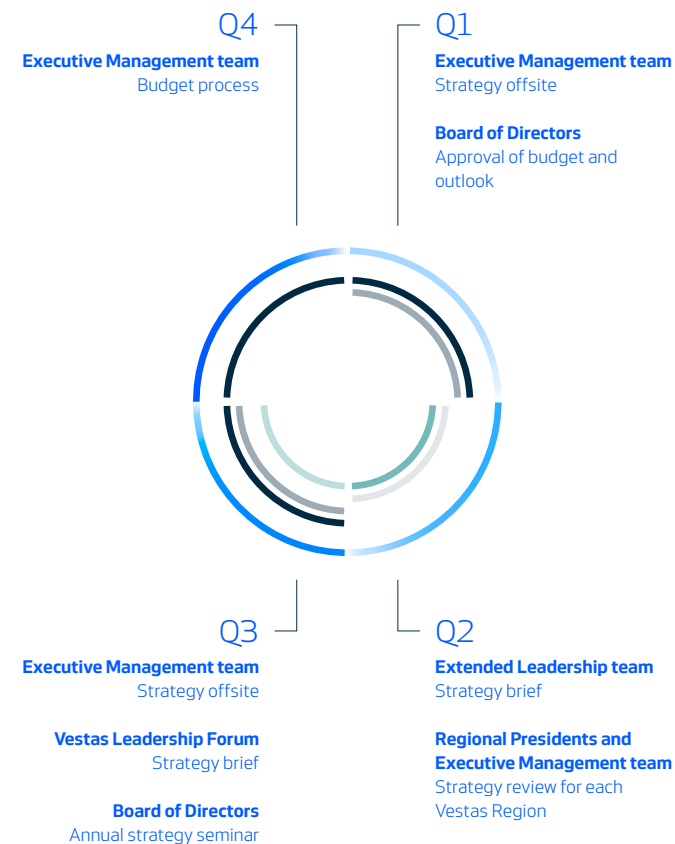 Q4
Executive Management team
Budget process
Q1
Executive Management team
Strategy offsite
Board of Directors
Approval of budget and
outlook
Q3
Executive Management team
Strategy offsite
Vestas Leadership Forum
Strategy brief
Board of Directors
Annual strategy seminar
Q2
Extended Leadership team
Strategy brief
Regional Presidents and
Executive Management team
Strategy review for each
Vestas Region